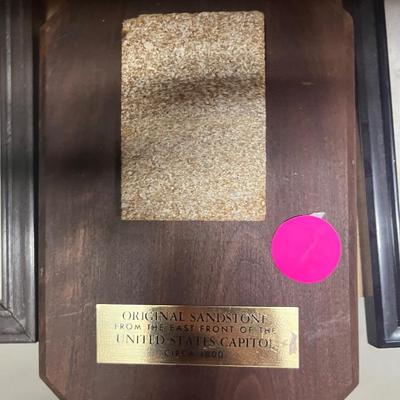 ORIGINAL SANDSTONE
FROM THE EAST FRONT OF THE
UNITED STATES CAPITOL
CIRCA 1800